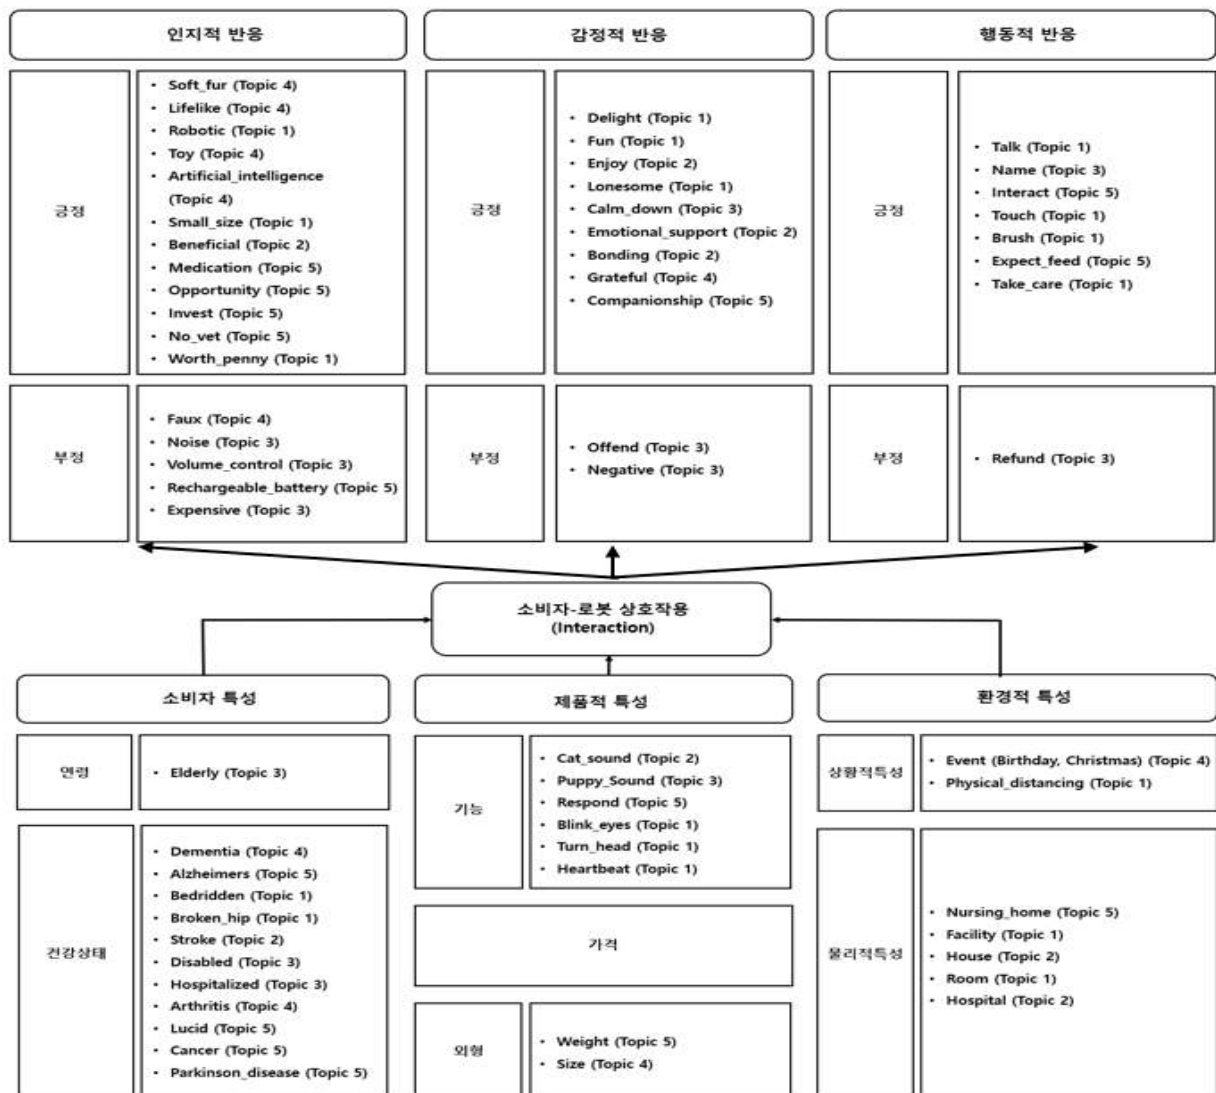 인지적 반응
감정적 반응
행동적 반응
긍정
• Soft_fur (Topic 4)
• Lifelike (Topic 4)
• Robotic (Topic 1)
• Toy (Topic 4)
• Artificial_intelligence
(Topic 4)
• Small_size (Topic 1)
• Beneficial (Topic 2)
• Medication (Topic 5)
• Opportunity (Topic 5)
• Invest (Topic 5)
• No_vet (Topic 5)
• Worth_penny (Topic 1)
긍정
• Delight (Topic 1)
• Fun (Topic 1)
• Enjoy (Topic 2)
• Lonesome (Topic 1)
• Calm_down (Topic 3)
• Emotional_support (Topic 2)
• Bonding (Topic 2)
• Grateful (Topic 4)
• Companionship (Topic 5)
긍정
• Talk (Topic 1)
• Name (Topic 3)
• Interact (Topic 5)
• Touch (Topic 1)
• Brush (Topic 1)
• Expect_feed (Topic 5)
• Take_care (Topic 1)
부정
• Faux (Topic 4)
• Noise (Topic 3)
• Volume_control (Topic 3)
• Rechargeable_battery (Topic 5)
• Expensive (Topic 3)
부정
• Offend (Topic 3)
• Negative (Topic 3)
부정
• Refund (Topic 3)
소비자-로봇 상호작용
(Interaction)
소비자 특성
제품적 특성
환경적 특성
연령
• Elderly (Topic 3)
건강상태
• Dementia (Topic 4)
• Alzheimers (Topic 5)
• Bedridden (Topic 1)
• Broken_hip (Topic 1)
• Stroke (Topic 2)
• Disabled (Topic 3)
• Hospitalized (Topic 3)
• Arthritis (Topic 4)
• Lucid (Topic 5)
• Cancer (Topic 5)
• Parkinson_disease (Topic 5)
기능
• Cat_sound (Topic 2)
• Puppy_Sound (Topic 3)
• Respond (Topic 5)
• Blink_eyes (Topic 1)
• Turn_head (Topic 1)
• Heartbeat (Topic 1)
가격
외형
• Weight (Topic 5)
• Size (Topic 4)
상황적특성
• Event (Birthday, Christmas) (Topic 4)
• Physical_distancing (Topic 1)
물리적특성
• Nursing_home (Topic 5)
• Facility (Topic 1)
• House (Topic 2)
• Room (Topic 1)
• Hospital (Topic 2)